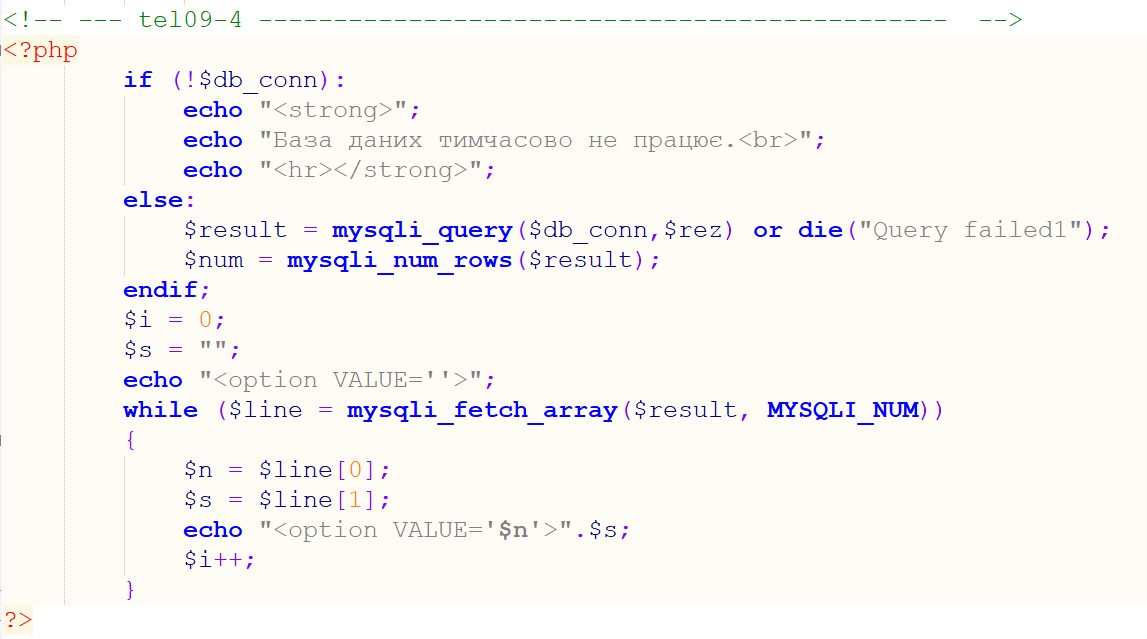 <!-- --- tel09-4 ---------------------------------------------- -->
<?php
if (!$db_conn):
echo "<strong>";
echo "База даних тимчасово не працює.<br>";
echo "<hr></strong>";
else:
$result = mysqli_query($db_conn,$rez) or die("Query failed1");
$num = mysqli_num_rows($result);
endif;
$i = 0;
$s = "";
echo "<option VALUE=''>";
while ($line = mysqli_fetch_array($result, MYSQLI_NUM))
{
$n = $line[0];
$s = $line[1];
echo "<option VALUE='$n'>".$s;
$i++;
}
?>